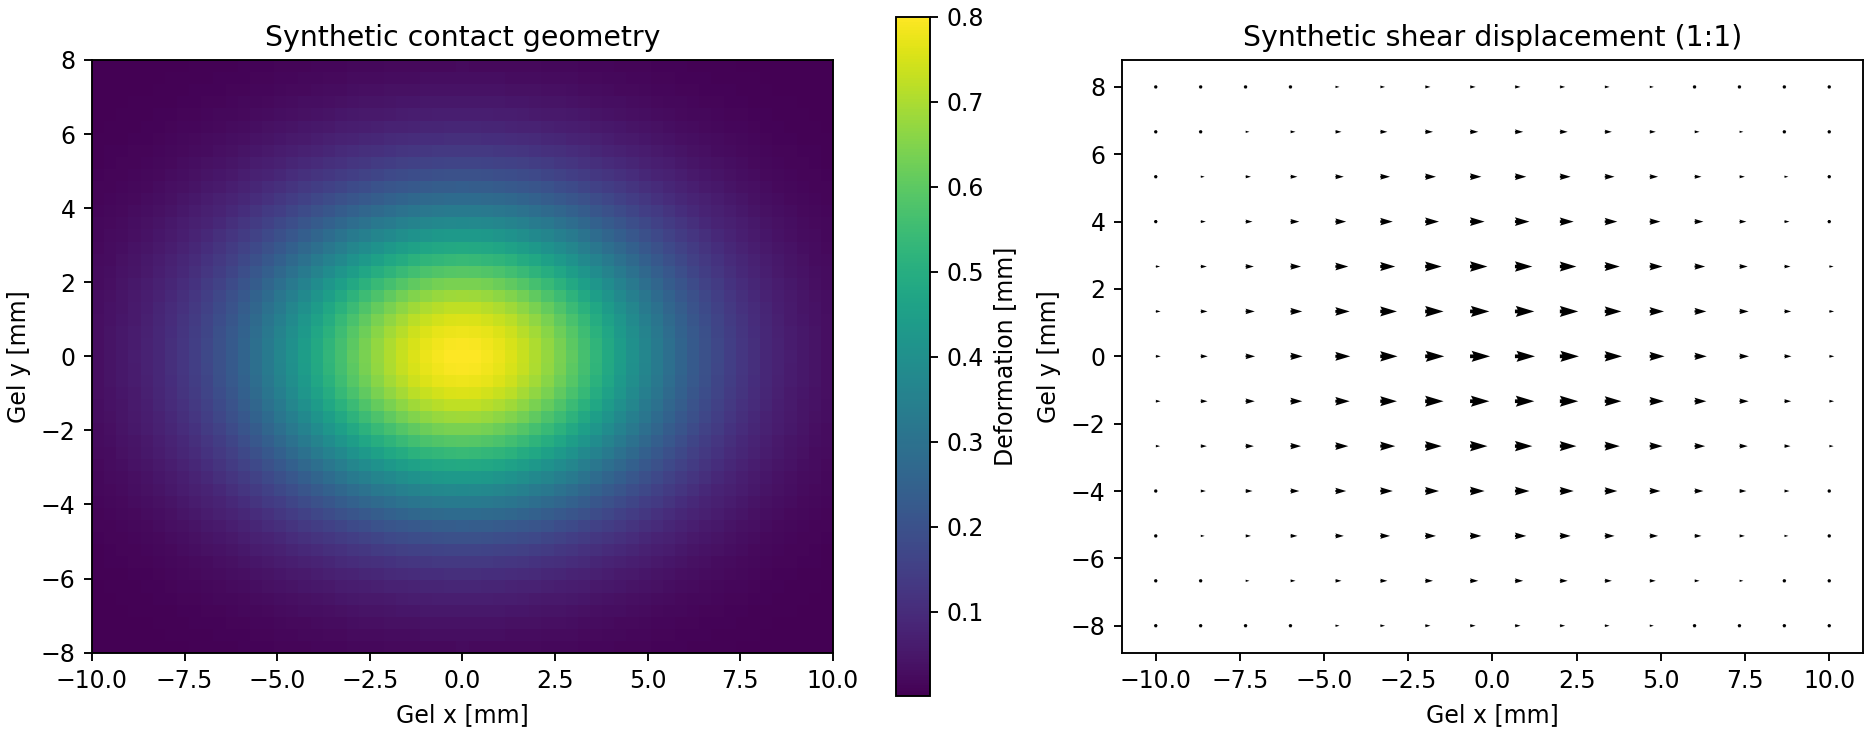 Synthetic contact geometry
8
6
4
2
0
−2
−4
−6
−8
Gel y [mm]
−10.0 −7.5 −5.0 −2.5 0.0 2.5 5.0 7.5 10.0
Gel x [mm]
0.8
0.7
0.6
0.5
0.4
0.3
0.2
0.1
Deformation [mm]
Synthetic shear displacement (1:1)
8
6
4
2
0
−2
−4
−6
−8
Gel y [mm]
−10.0 −7.5 −5.0 −2.5 0.0 2.5 5.0 7.5 10.0
Gel x [mm]